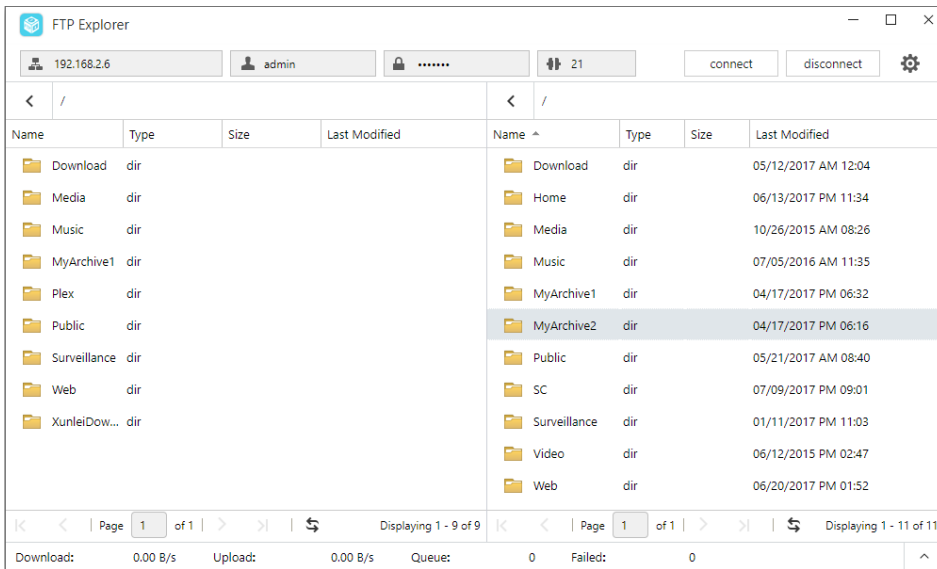 FTP Explorer
192.168.2.6 admin ••••••• 21 connect disconnect
/ /
Name Type Size Last Modified Name Type Size Last Modified
Download dir Download dir 05/12/2017 AM 12:04
Media dir Home dir 06/13/2017 PM 11:34
Music dir Media dir 10/26/2015 AM 08:26
MyArchive1 dir Music dir 07/05/2016 AM 11:35
Plex dir MyArchive1 dir 04/17/2017 PM 06:32
Public dir MyArchive2 dir 04/17/2017 PM 06:16
Surveillance dir Public dir 05/21/2017 AM 08:40
Web dir SC dir 07/09/2017 PM 09:01
XunleiDow... dir Surveillance dir 01/11/2017 PM 11:03
Video dir 06/12/2015 PM 02:47
Web dir 06/20/2017 PM 01:52
Page 1 of 1 Displaying 1 - 9 of 9 Page 1 of 1 Displaying 1 - 11 of 11
Download: 0.00 B/s Upload: 0.00 B/s Queue: 0 Failed: 0